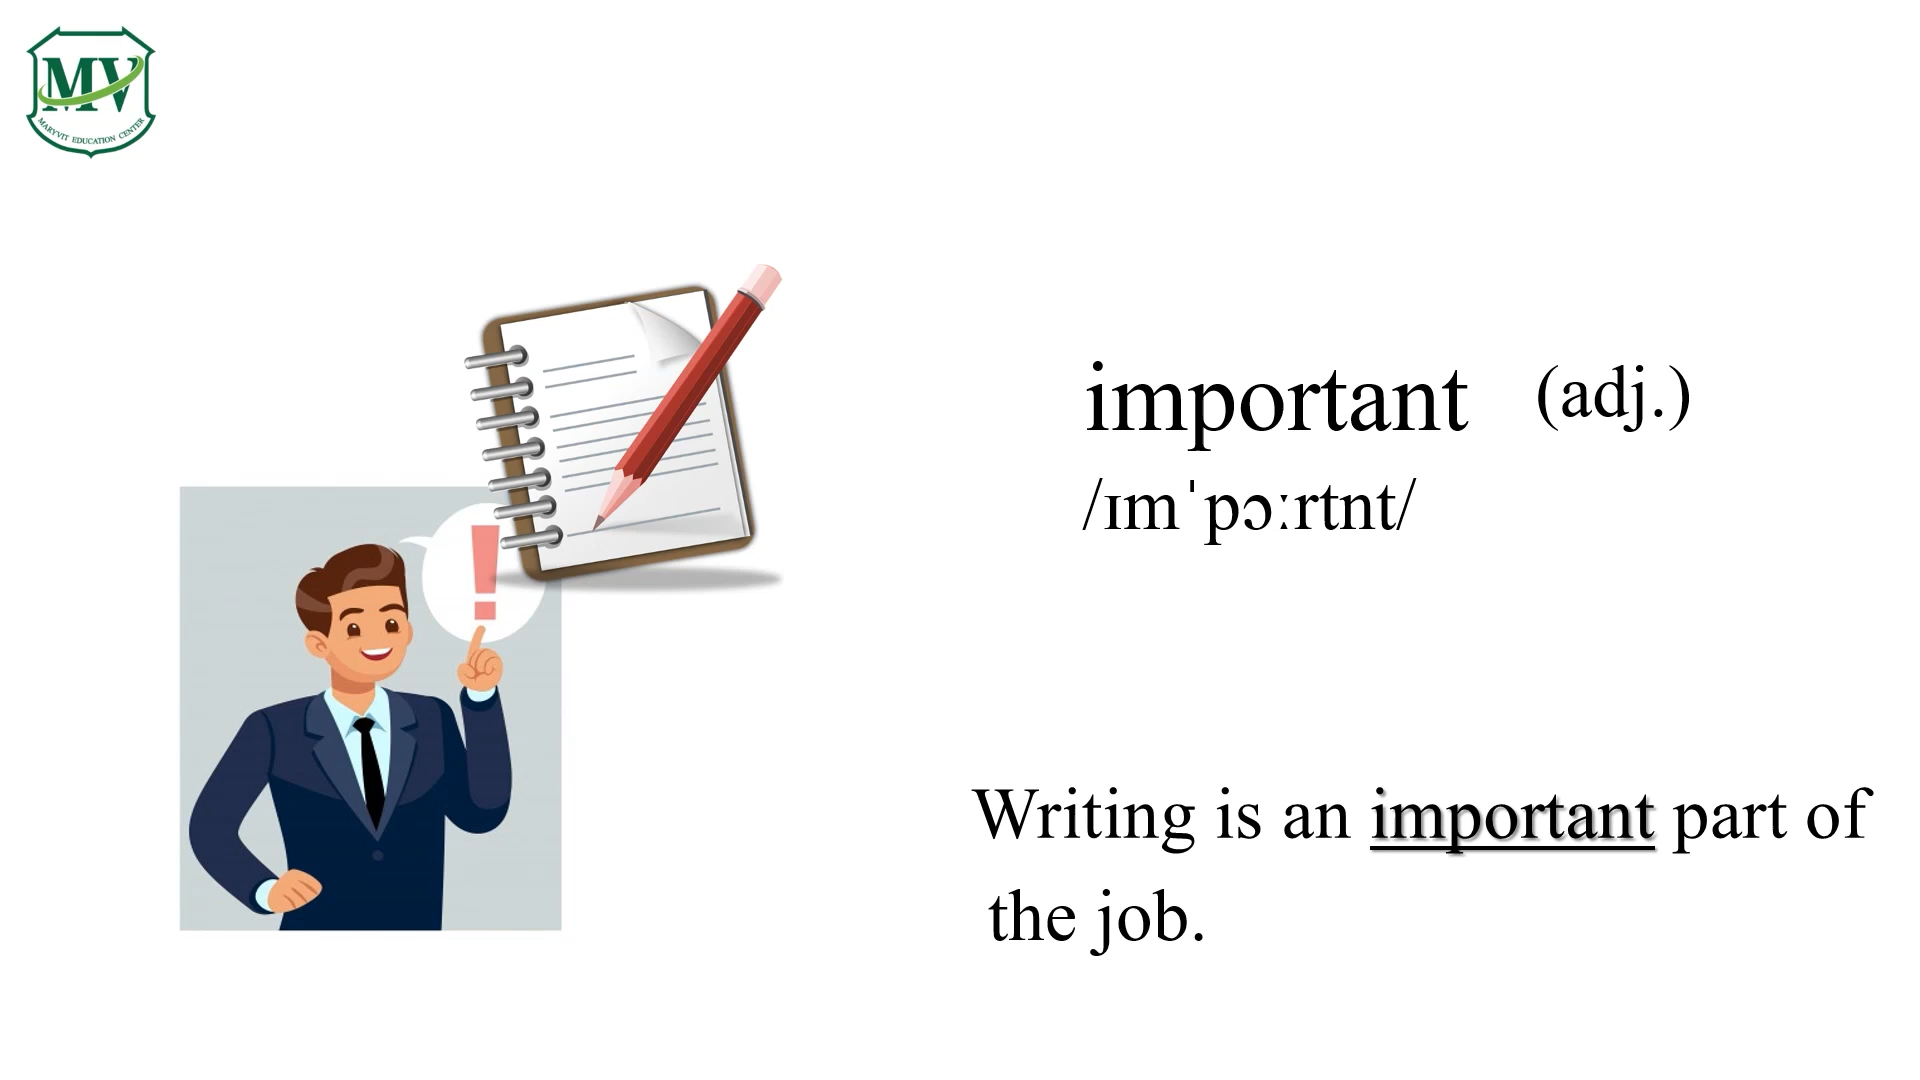 MV
MARYVIT EDUCATION CENTER
!
important (adj.)
/ɪmˈpɔːrtnt/
Writing is an important part of
the job.